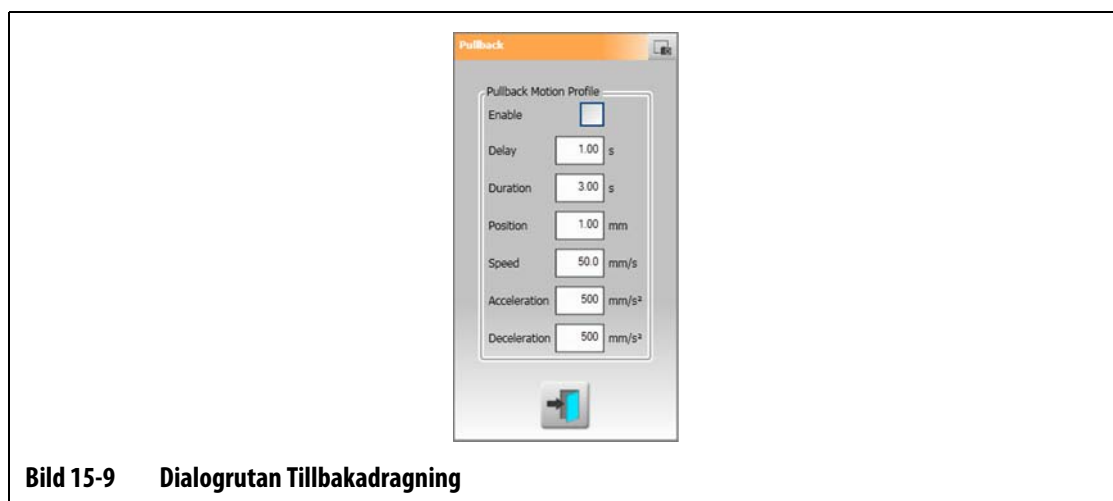 Pullback
Pullback Motion Profile
Enable
Delay 1.00 s
Duration 3.00 s
Position 1.00 mm
Speed 50.0 mm/s
Acceleration 500 mm/s²
Deceleration 500 mm/s²
Bild 15-9 Dialogrutan Tillbakadragning